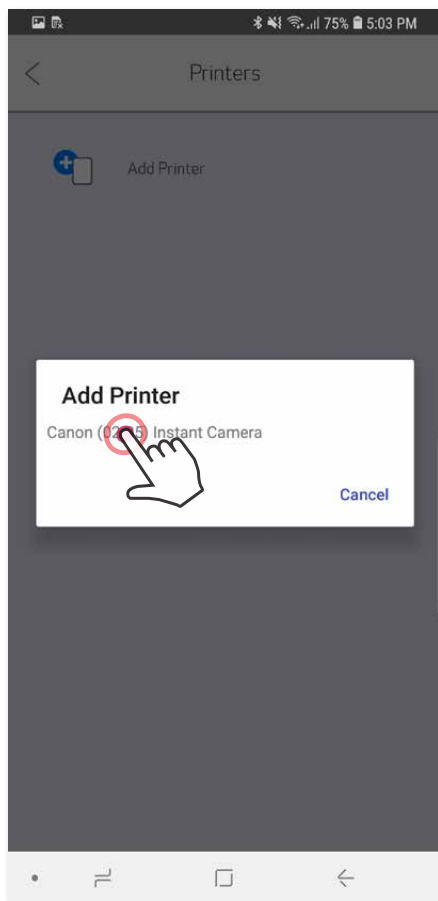 75% 5:03 PM
Printers
Add Printer
Add Printer
Canon ( ) Instant Camera
Cancel